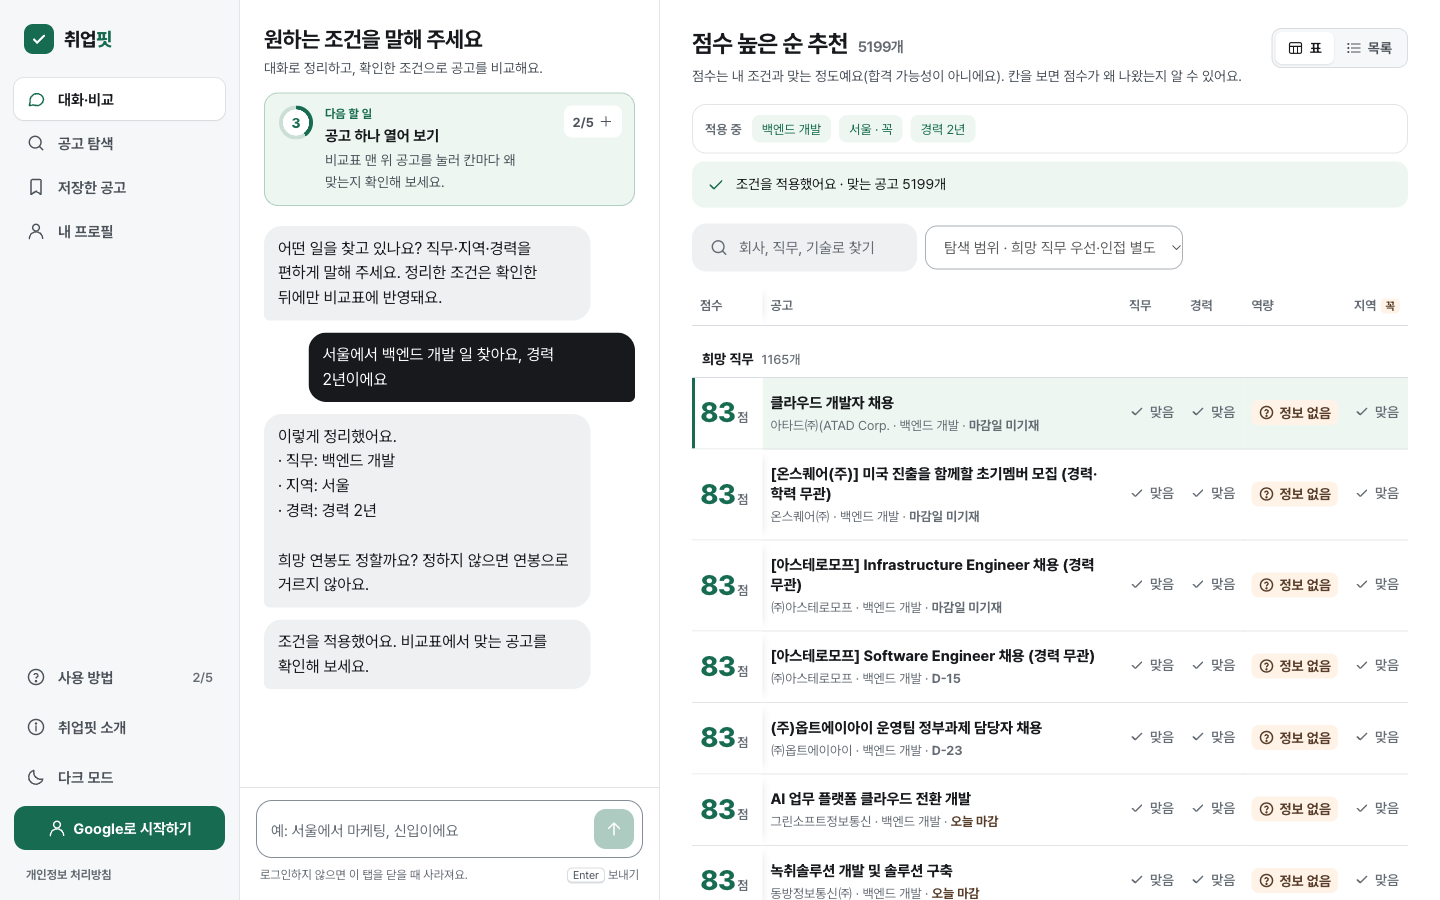 취업핏
대화·비교
공고 탐색
저장한 공고
내 프로필
사용 방법 2/5
취업핏 소개
다크 모드
Google로 시작하기
개인정보 처리방침
원하는 조건을 말해 주세요
대화로 정리하고, 확인한 조건으로 공고를 비교해요.
3
다음 할 일
공고 하나 열어 보기
비교표 맨 위 공고를 눌러 칸마다 왜
맞는지 확인해 보세요.
2/5 +
어떤 일을 찾고 있나요? 직무·지역·경력을
편하게 말해 주세요. 정리한 조건은 확인한
뒤에만 비교표에 반영돼요.
서울에서 백엔드 개발 일 찾아요, 경력
2년이에요
이렇게 정리했어요.
· 직무: 백엔드 개발
· 지역: 서울
· 경력: 경력 2년
희망 연봉도 정할까요? 정하지 않으면 연봉으로
거르지 않아요.
조건을 적용했어요. 비교표에서 맞는 공고를
확인해 보세요.
예: 서울에서 마케팅, 신입이에요
로그인하지 않으면 이 탭을 닫을 때 사라져요.
Enter 보내기
점수 높은 순 추천 5199개
표 목록
점수는 내 조건과 맞는 정도예요(합격 가능성이 아니에요). 칸을 보면 점수가 왜 나왔는지 알 수 있어요.
적용 중 백엔드 개발 서울 · 꼭 경력 2년
조건을 적용했어요 · 맞는 공고 5199개
회사, 직무, 기술로 찾기
탐색 범위 · 희망 직무 우선·인접 별도
점수 공고 직무 경력 역량 지역 꼭
희망 직무 1165개
83점 클라우드 개발자 채용 맞음 맞음 정보 없음 맞음
아타드㈜(ATAD Corp. · 백엔드 개발 · 마감일 미기재
83점 [온스퀘어(주)] 미국 진출을 함께할 초기멤버 모집 (경력· 맞음 맞음 정보 없음 맞음
학력 무관)
온스퀘어㈜ · 백엔드 개발 · 마감일 미기재
83점 [아스테로모프] Infrastructure Engineer 채용 (경력 맞음 맞음 정보 없음 맞음
무관)
㈜아스테로모프 · 백엔드 개발 · 마감일 미기재
83점 [아스테로모프] Software Engineer 채용 (경력 무관) 맞음 맞음 정보 없음 맞음
㈜아스테로모프 · 백엔드 개발 · D-15
83점 (주)옵트에이아이 운영팀 정부과제 담당자 채용 맞음 맞음 정보 없음 맞음
㈜옵트에이아이 · 백엔드 개발 · D-23
83점 AI 업무 플랫폼 클라우드 전환 개발 맞음 맞음 정보 없음 맞음
그린소프트정보통신 · 백엔드 개발 · 오늘 마감
83점 녹취솔루션 개발 및 솔루션 구축 맞음 맞음 정보 없음 맞음
동방정보통신㈜ · 백엔드 개발 · 오늘 마감